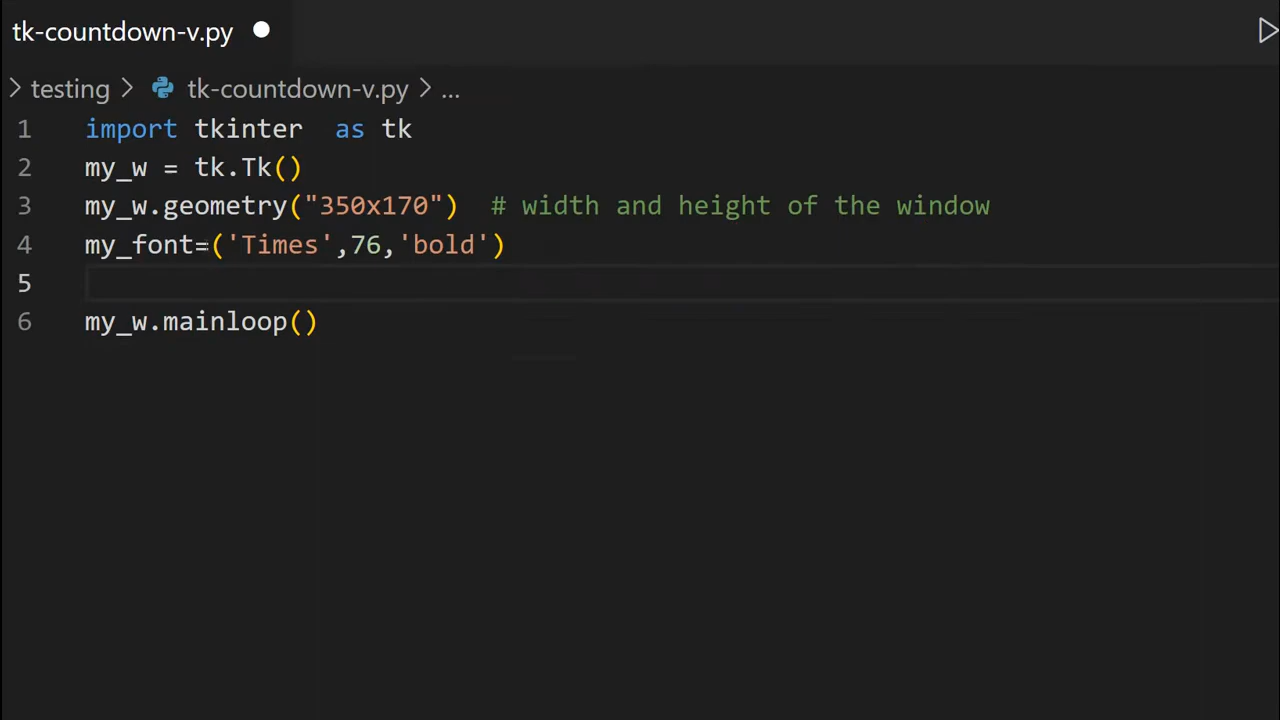 tk-countdown-v.py
testing > tk-countdown-v.py > ...
1 import tkinter  as tk
2 my_w = tk.Tk()
3 my_w.geometry("350x170")  # width and height of the window
4 my_font=('Times',76,'bold')
5
6 my_w.mainloop()